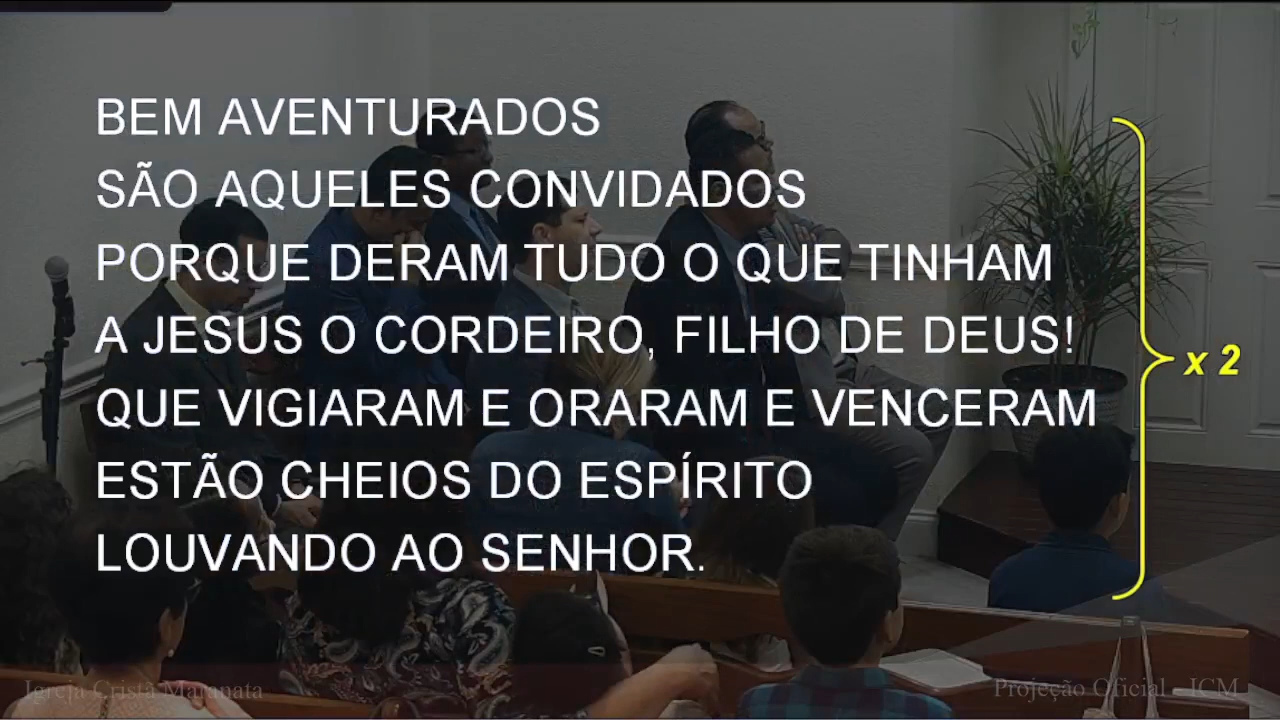 BEM AVENTURADOS
SÃO AQUELES CONVIDADOS
PORQUE DERAM TUDO O QUE TINHAM
A JESUS O CORDEIRO, FILHO DE DEUS!
QUE VIGIARAM E ORARAM E VENCERAM
ESTÃO CHEIOS DO ESPÍRITO
LOUVANDO AO SENHOR.
x 2
Igreja Cristã Maranata
Projeção Oficial - ICM